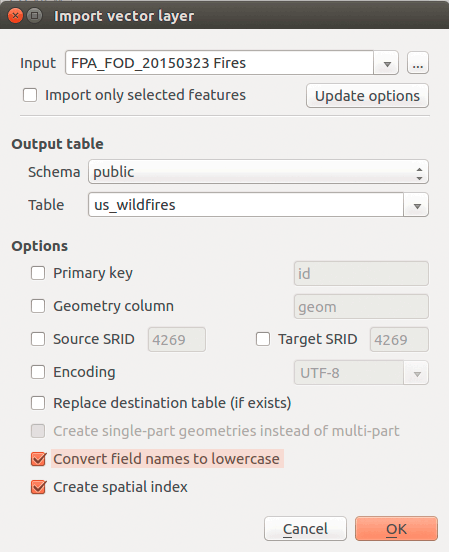 Import vector layer
Input FPA_FOD_20150323 Fires ...
Import only selected features Update options
Output table
Schema public
Table us_wildfires
Options
Primary key id
Geometry column geom
Source SRID 4269 Target SRID 4269
Encoding UTF-8
Replace destination table (if exists)
Create single-part geometries instead of multi-part
Convert field names to lowercase
Create spatial index
Cancel OK